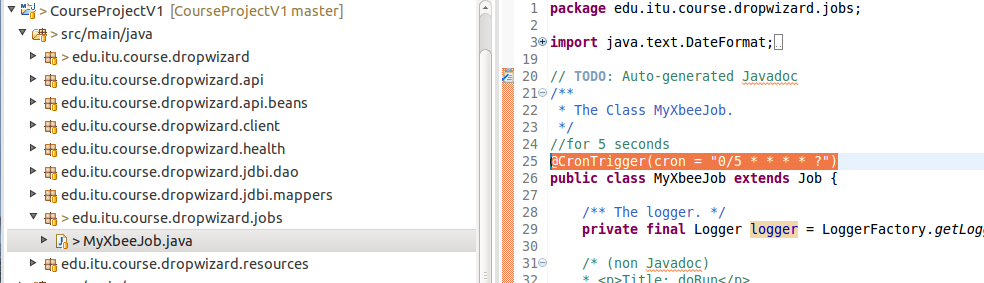 > CourseProjectV1 [CourseProjectV1 master]
> src/main/java
> edu.itu.course.dropwizard
edu.itu.course.dropwizard.api
edu.itu.course.dropwizard.api.beans
edu.itu.course.dropwizard.client
edu.itu.course.dropwizard.health
edu.itu.course.dropwizard.jdbi.dao
edu.itu.course.dropwizard.jdbi.mappers
> edu.itu.course.dropwizard.jobs
> MyXbeeJob.java
edu.itu.course.dropwizard.resources
1 package edu.itu.course.dropwizard.jobs;
2
3 import java.text.DateFormat;
19
20 // TODO: Auto-generated Javadoc
21 /**
22 * The Class MyXbeeJob.
23 */
24 //for 5 seconds
25 @CronTrigger(cron = "0/5 * * * * ?")
26 public class MyXbeeJob extends Job {
27
28 /** The logger. */
29 private final Logger logger = LoggerFactory.getLogg
30
31 /* (non Javadoc)
32 * <p>Title: doRun</p>